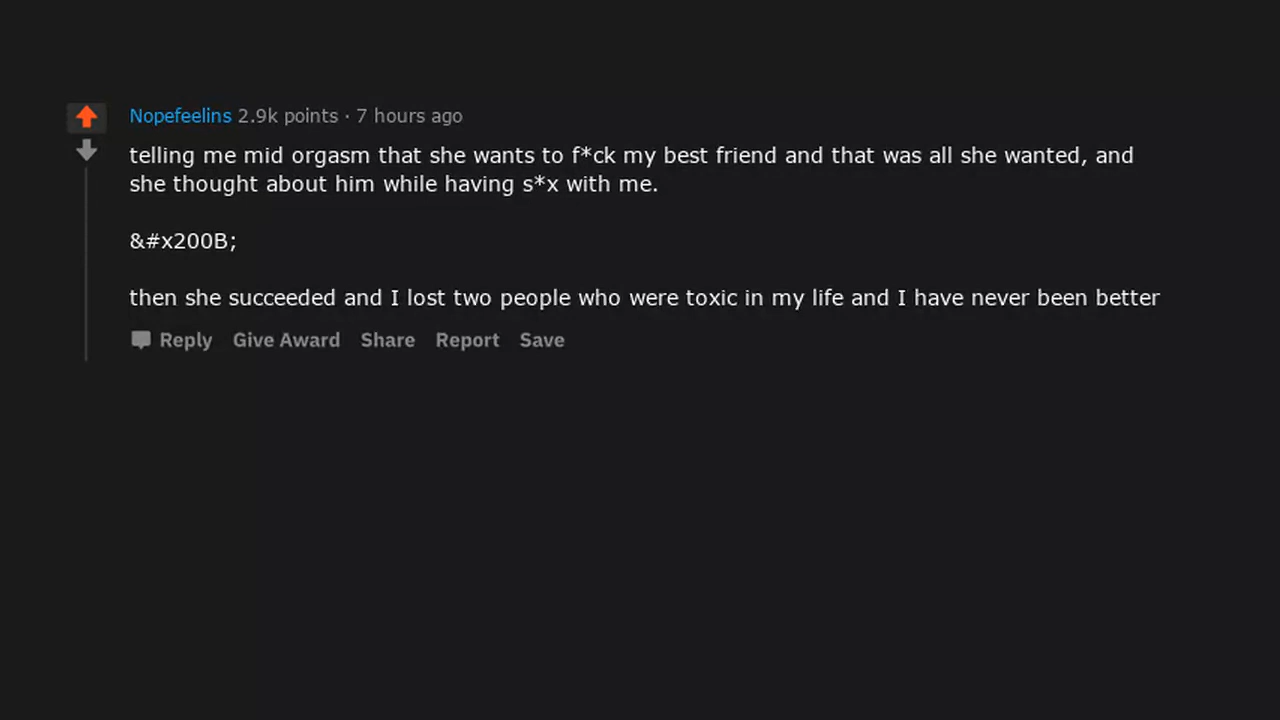 Nopefeelins 2.9k points · 7 hours ago
telling me mid orgasm that she wants to f*ck my best friend and that was all she wanted, and
she thought about him while having s*x with me.
&#x200B;
then she succeeded and I lost two people who were toxic in my life and I have never been better
Reply Give Award Share Report Save